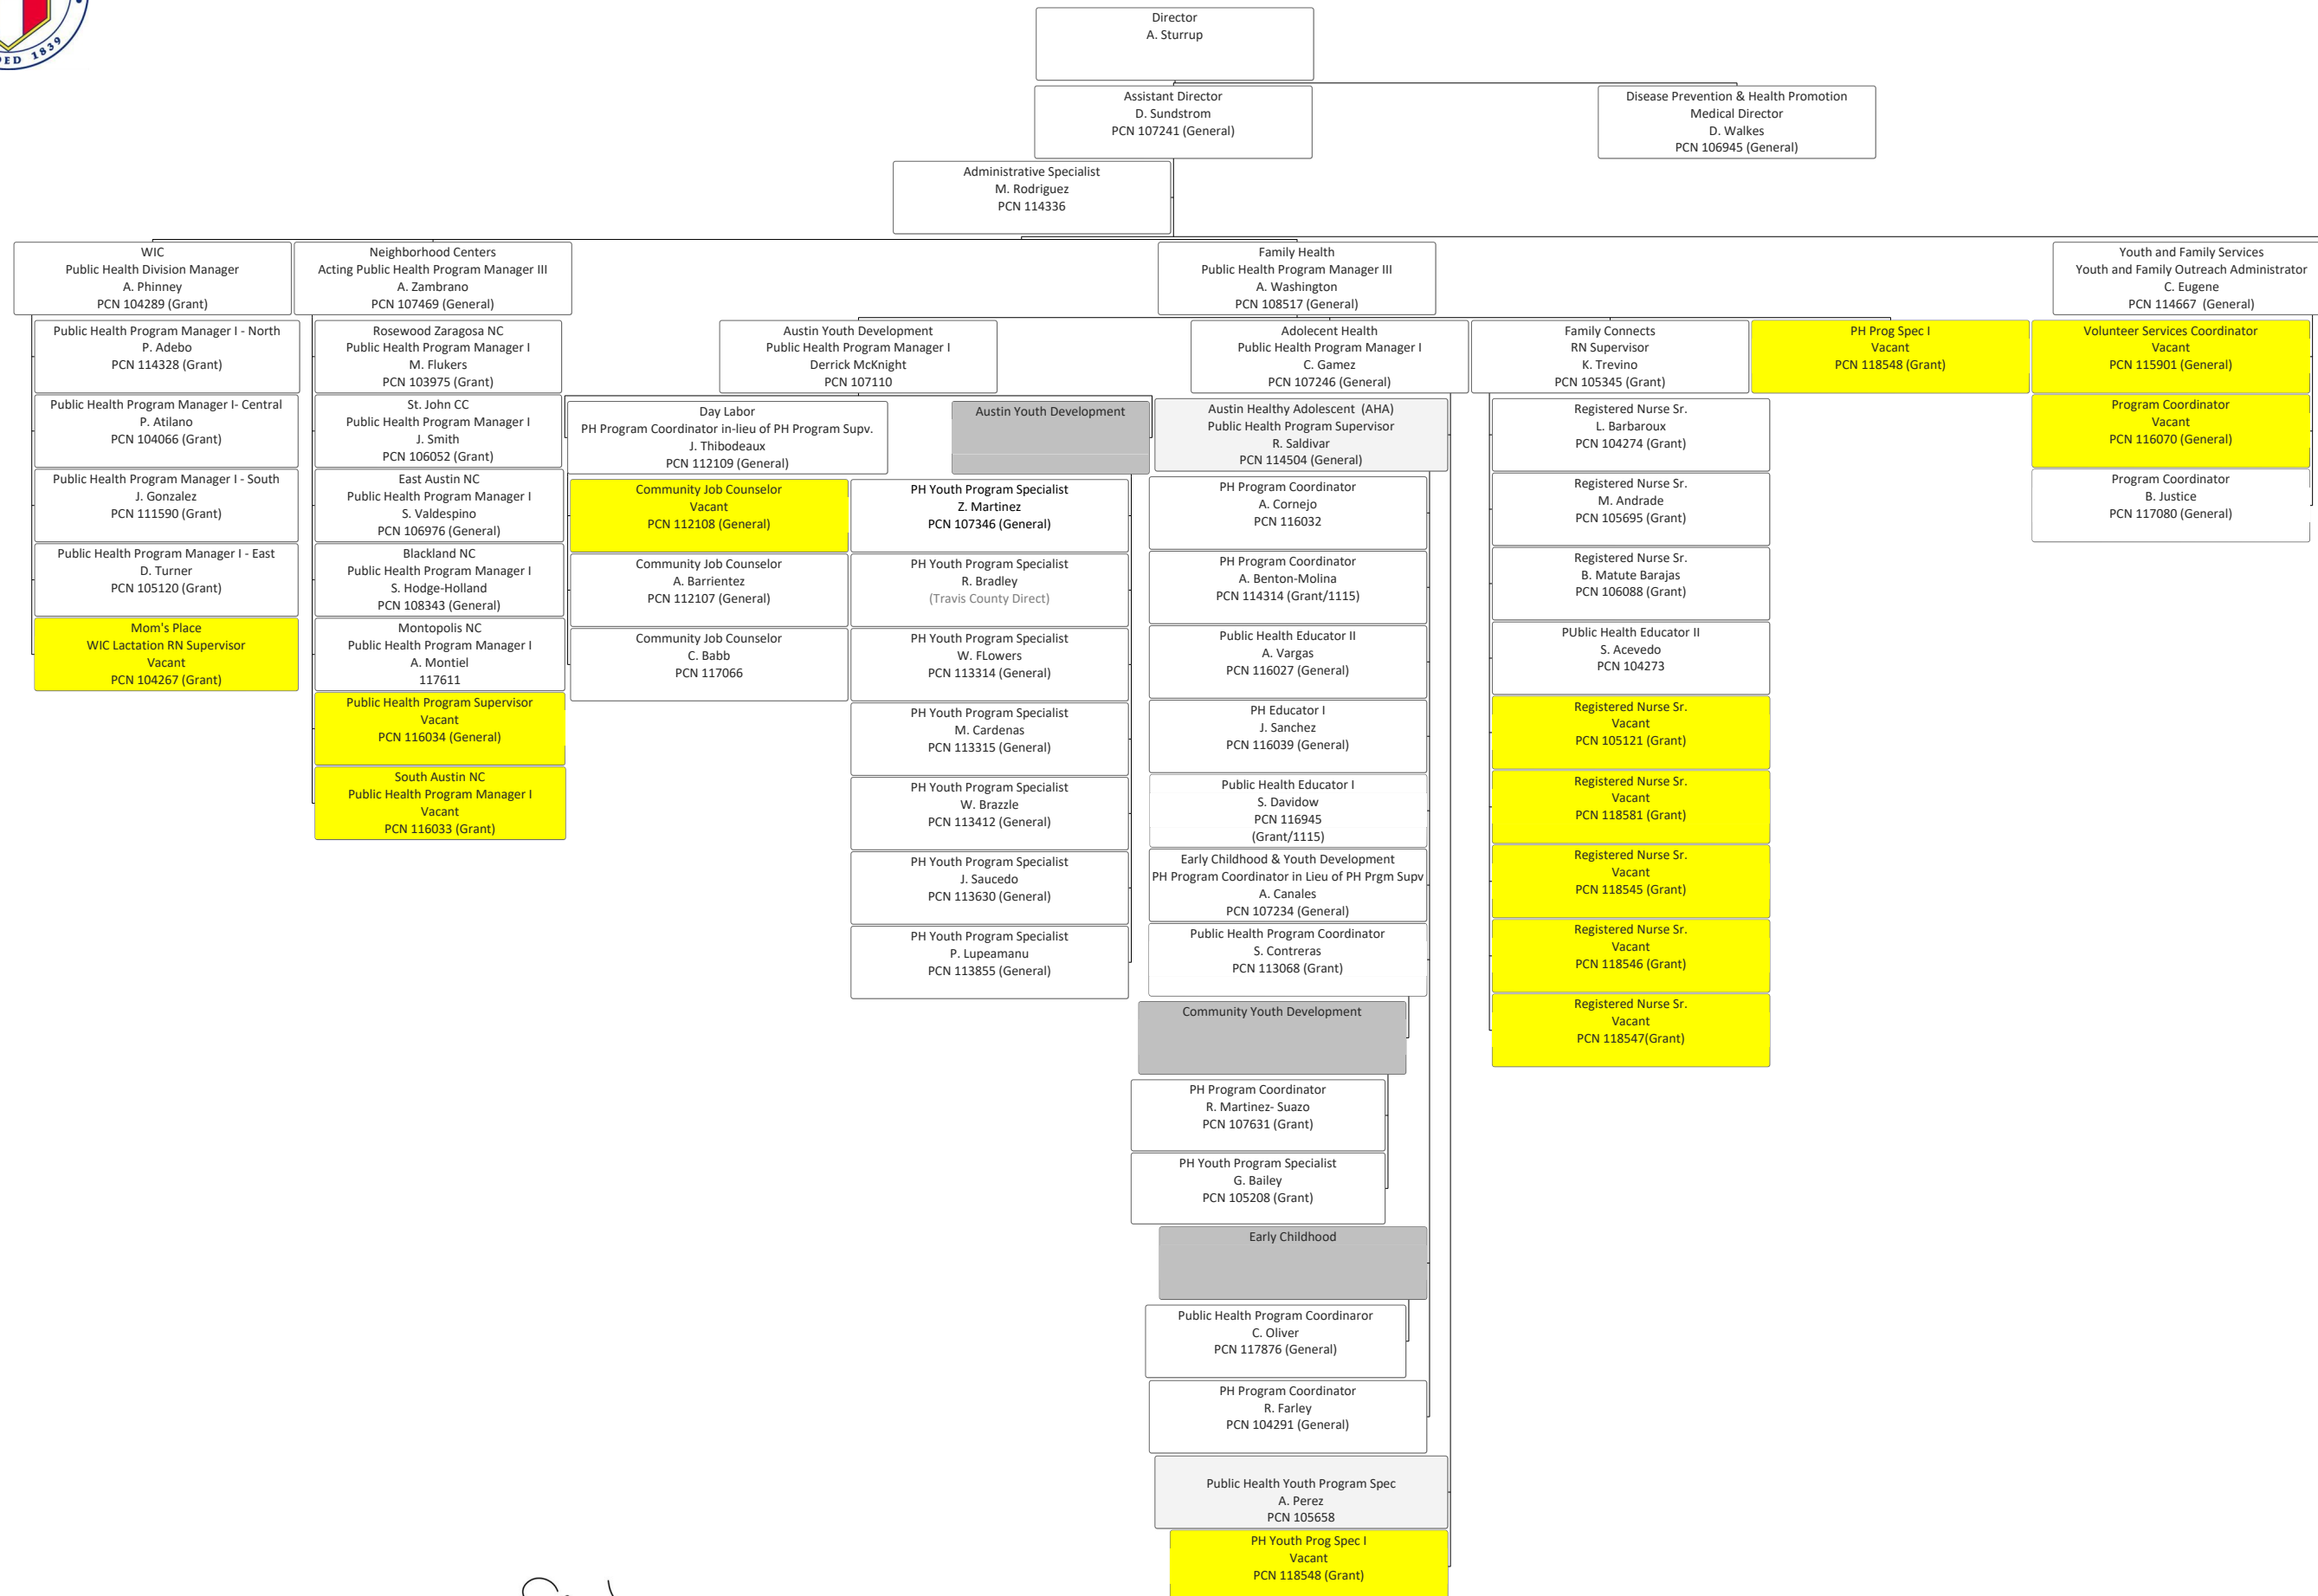 PED 1839
Director
A. Sturrup
Assistant Director
D. Sundstrom
PCN 107241 (General)
Disease Prevention & Health Promotion
Medical Director
D. Walkes
PCN 106945 (General)
Administrative Specialist
M. Rodriguez
PCN 114336
WIC
Public Health Division Manager
A. Phinney
PCN 104289 (Grant)
Neighborhood Centers
Acting Public Health Program Manager III
A. Zambrano
PCN 107469 (General)
Family Health
Public Health Program Manager III
A. Washington
PCN 108517 (General)
Youth and Family Services
Youth and Family Outreach Administrator
C. Eugene
PCN 114667  (General)
Public Health Program Manager I - North
P. Adebo
PCN 114328 (Grant)
Public Health Program Manager I- Central
P. Atilano
PCN 104066 (Grant)
Public Health Program Manager I - South
J. Gonzalez
PCN 111590 (Grant)
Public Health Program Manager I - East
D. Turner
PCN 105120 (Grant)
Mom's Place
WIC Lactation RN Supervisor
Vacant
PCN 104267 (Grant)
Rosewood Zaragosa NC
Public Health Program Manager I
M. Flukers
PCN 103975 (Grant)
St. John CC
Public Health Program Manager I
J. Smith
PCN 106052 (Grant)
East Austin NC
Public Health Program Manager I
S. Valdespino
PCN 106976 (General)
Blackland NC
Public Health Program Manager I
S. Hodge-Holland
PCN 108343 (General)
Montopolis NC
Public Health Program Manager I
A. Montiel
117611
Public Health Program Supervisor
Vacant
PCN 116034 (General)
South Austin NC
Public Health Program Manager I
Vacant
PCN 116033 (Grant)
Austin Youth Development
Public Health Program Manager I
Derrick McKnight
PCN 107110
Day Labor
PH Program Coordinator in-lieu of PH Program Supv.
J. Thibodeaux
PCN 112109 (General)
Community Job Counselor
Vacant
PCN 112108 (General)
Community Job Counselor
A. Barrientez
PCN 112107 (General)
Community Job Counselor
C. Babb
PCN 117066
Austin Youth Development
PH Youth Program Specialist
Z. Martinez
PCN 107346 (General)
PH Youth Program Specialist
R. Bradley
(Travis County Direct)
PH Youth Program Specialist
W. FLowers
PCN 113314 (General)
PH Youth Program Specialist
M. Cardenas
PCN 113315 (General)
PH Youth Program Specialist
W. Brazzle
PCN 113412 (General)
PH Youth Program Specialist
J. Saucedo
PCN 113630 (General)
PH Youth Program Specialist
P. Lupeamanu
PCN 113855 (General)
Adolecent Health
Public Health Program Manager I
C. Gamez
PCN 107246 (General)
Austin Healthy Adolescent  (AHA)
Public Health Program Supervisor
R. Saldivar
PCN 114504 (General)
PH Program Coordinator
A. Cornejo
PCN 116032
PH Program Coordinator
A. Benton-Molina
PCN 114314 (Grant/1115)
Public Health Educator II
A. Vargas
PCN 116027 (General)
PH Educator I
J. Sanchez
PCN 116039 (General)
Public Health Educator I
S. Davidow
PCN 116945
(Grant/1115)
Early Childhood & Youth Development
PH Program Coordinator in Lieu of PH Prgm Supv
A. Canales
PCN 107234 (General)
Public Health Program Coordinator
S. Contreras
PCN 113068 (Grant)
Community Youth Development
PH Program Coordinator
R. Martinez- Suazo
PCN 107631 (Grant)
PH Youth Program Specialist
G. Bailey
PCN 105208 (Grant)
Early Childhood
Public Health Program Coordinaror
C. Oliver
PCN 117876 (General)
PH Program Coordinator
R. Farley
PCN 104291 (General)
Public Health Youth Program Spec
A. Perez
PCN 105658
PH Youth Prog Spec I
Vacant
PCN 118548 (Grant)
Family Connects
RN Supervisor
K. Trevino
PCN 105345 (Grant)
Registered Nurse Sr.
L. Barbaroux
PCN 104274 (Grant)
Registered Nurse Sr.
M. Andrade
PCN 105695 (Grant)
Registered Nurse Sr.
B. Matute Barajas
PCN 106088 (Grant)
PUblic Health Educator II
S. Acevedo
PCN 104273
Registered Nurse Sr.
Vacant
PCN 105121 (Grant)
Registered Nurse Sr.
Vacant
PCN 118581 (Grant)
Registered Nurse Sr.
Vacant
PCN 118545 (Grant)
Registered Nurse Sr.
Vacant
PCN 118546 (Grant)
Registered Nurse Sr.
Vacant
PCN 118547(Grant)
PH Prog Spec I
Vacant
PCN 118548 (Grant)
Volunteer Services Coordinator
Vacant
PCN 115901 (General)
Program Coordinator
Vacant
PCN 116070 (General)
Program Coordinator
B. Justice
PCN 117080 (General)